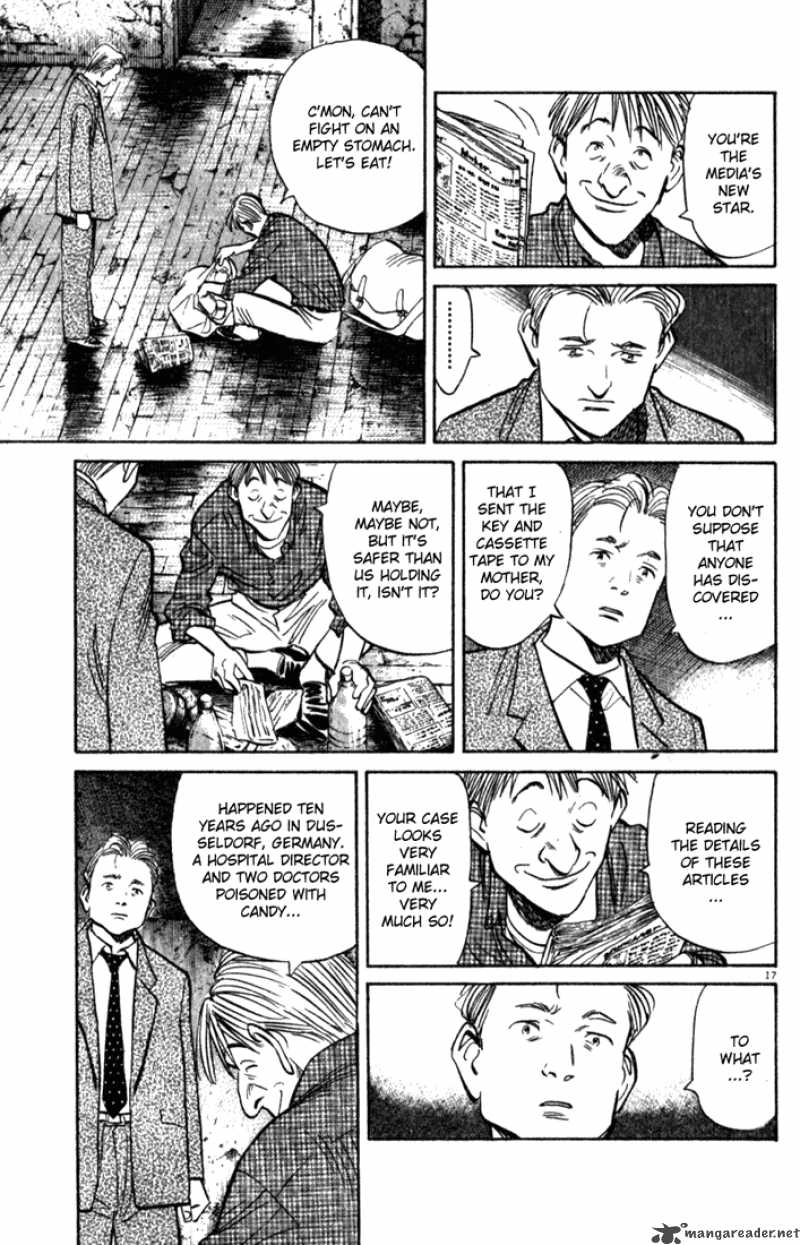 YOU'RE
THE
MEDIA'S
NEW
STAR.
C'MON, CAN'T
FIGHT ON AN
EMPTY STOMACH.
LET'S EAT!
.........
YOU DON'T
SUPPOSE
THAT
ANYONE
HAS DIS-
COVERED
...
THAT I
SENT THE
KEY AND
CASSETTE
TAPE TO MY
MOTHER,
DO YOU?
MAYBE,
MAYBE NOT,
BUT IT'S
SAFER THAN
US HOLDING
IT, ISN'T IT?
READING
THE DETAILS
OF THESE
ARTICLES
...
YOUR CASE
LOOKS
VERY
FAMILIAR
TO ME...
VERY
MUCH SO!
17
TO
WHAT
...?
HAPPENED TEN
YEARS AGO IN DUS-
SELDORF, GERMANY.
A HOSPITAL DIRECTOR
AND TWO DOCTORS
POISONED WITH
CANDY...
mangareader.net